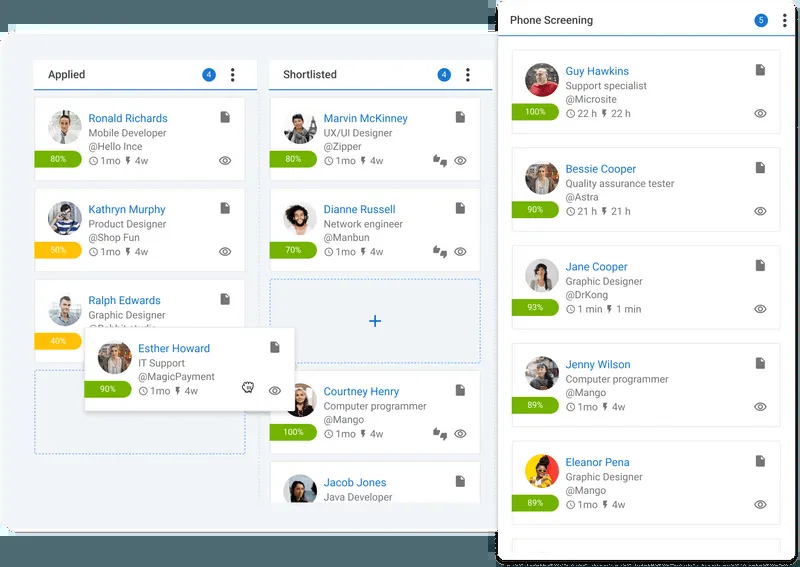 Applied
4
Ronald Richards
Mobile Developer
@Hello Ince
80%
1mo 4w
Kathryn Murphy
Product Designer
@Shop Fun
50%
1mo 4w
Ralph Edwards
Graphic Designer
@Rabbit studio
40%
Esther Howard
IT Support
@MagicPayment
90%
1mo 4w
Shortlisted
4
Marvin McKinney
UX/UI Designer
@Zipper
80%
1mo 4w
Dianne Russell
Network engineer
@Manbun
70%
1mo 4w
+
Courtney Henry
Computer programmer
@Mango
100%
1mo 4w
Jacob Jones
Java Developer
Phone Screening
5
Guy Hawkins
Support specialist
@Microsite
100%
22 h 22 h
Bessie Cooper
Quality assurance tester
@Astra
90%
21 h 21 h
Jane Cooper
Graphic Designer
@DrKong
93%
1 min 1 min
Jenny Wilson
Computer programmer
@Mango
89%
1mo 4w
Eleanor Pena
Graphic Designer
@Mango
89%
1mo 4w